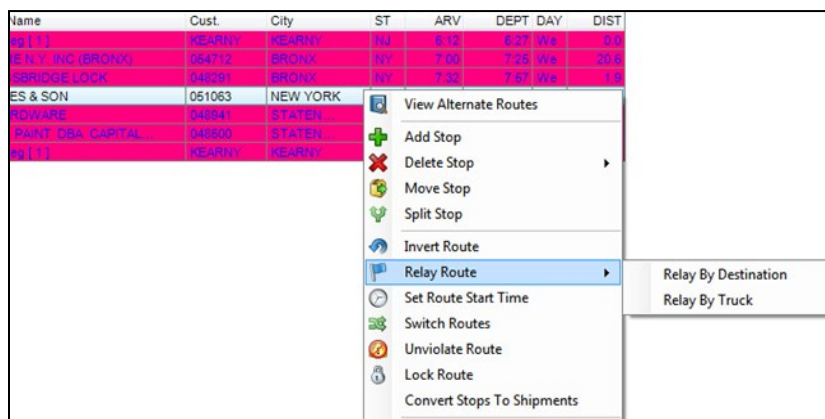 Name Cust. City ST ARV DEPT DAY DIST
eg [ 1 ] KEARNY KEARNY NJ 6:12 6:27 We 0.0
E N.Y. INC (BRONX) 054712 BRONX NY 7:00 7:25 We 20.6
SBRIDGE LOCK 048291 BRONX NY 7:32 7:57 We 1.9
ES & SON 051063 NEW YORK
RDWARE 048941 STATEN...
PAINT DBA CAPITAL... 048500 STATEN...
eg [ 1 ] KEARNY KEARNY
View Alternate Routes
Add Stop
Delete Stop
Move Stop
Split Stop
Invert Route
Relay Route
Relay By Destination
Relay By Truck
Set Route Start Time
Switch Routes
Unviolate Route
Lock Route
Convert Stops To Shipments